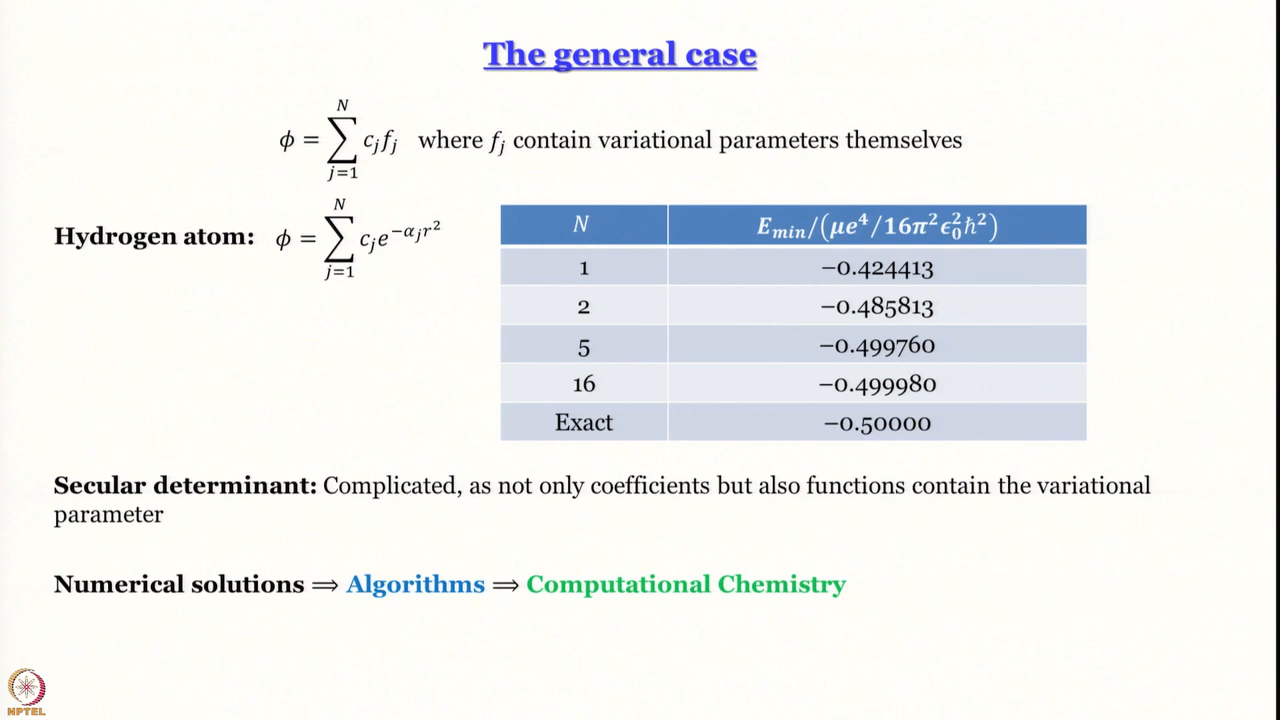 The general case
ϕ = ∑_{j=1}^{N} c_j f_j where f_j contain variational parameters themselves
Hydrogen atom: ϕ = ∑_{j=1}^{N} c_j e^{−α_j r^2}
N E_{min}/(μe^4/16π^2ϵ_0^2ħ^2)
1 −0.424413
2 −0.485813
5 −0.499760
16 −0.499980
Exact −0.50000
Secular determinant: Complicated, as not only coefficients but also functions contain the variational
parameter
Numerical solutions ⟹ Algorithms ⟹ Computational Chemistry
NPTEL